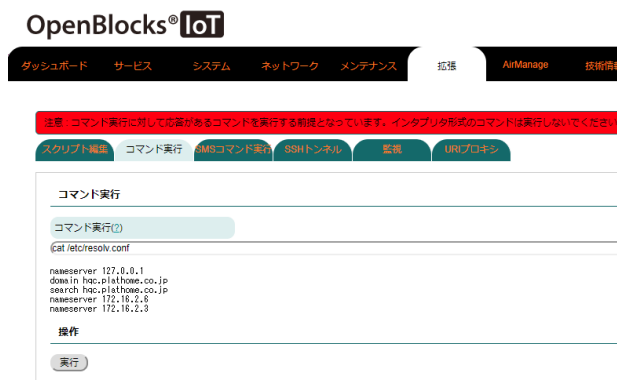 OpenBlocks® IoT
ダッシュボード サービス システム ネットワーク メンテナンス 拡張 AirManage 技術情報
注意：コマンド実行に対して応答があるコマンドを実行する前提となっています。インタプリタ形式のコマンドは実行しないでください
スクリプト編集 コマンド実行 SMSコマンド実行 SSHトンネル 監視 URIプロキシ
コマンド実行
コマンド実行(?)
cat /etc/resolv.conf
nameserver 127.0.0.1
domain hqc.plathome.co.jp
search hqc.plathome.co.jp
nameserver 172.16.2.6
nameserver 172.16.2.3
操作
実行